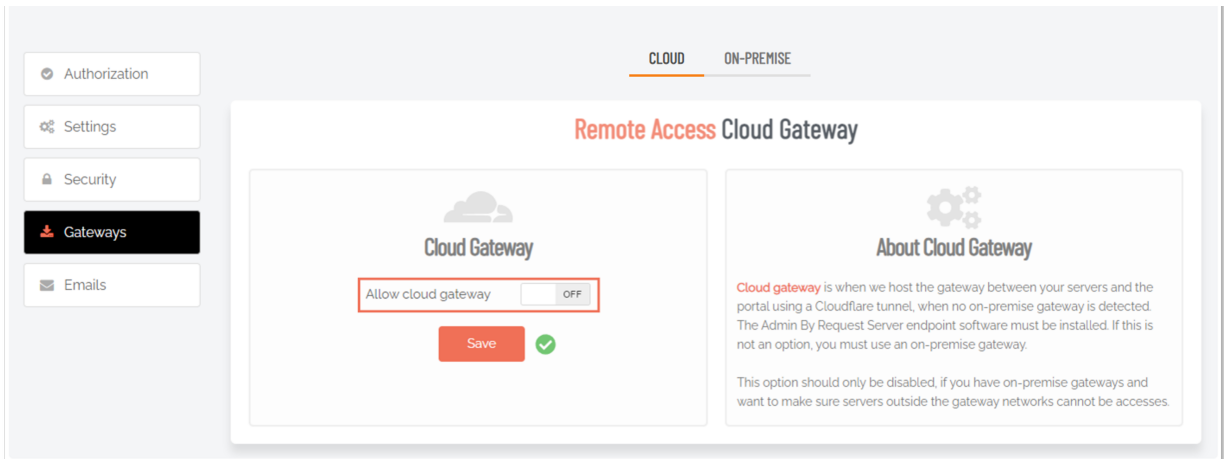 CLOUD ON-PREMISE
Authorization
Settings
Security
Gateways
Emails
Remote Access Cloud Gateway
Cloud Gateway
Allow cloud gateway OFF
Save
About Cloud Gateway
Cloud gateway is when we host the gateway between your servers and the
portal using a Cloudflare tunnel, when no on-premise gateway is detected.
The Admin By Request Server endpoint software must be installed. If this is
not an option, you must use an on-premise gateway.
This option should only be disabled, if you have on-premise gateways and
want to make sure servers outside the gateway networks cannot be accesses.